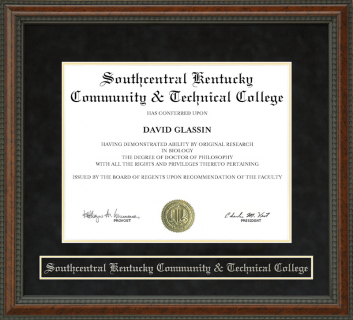 Southcentral Kentucky
Community & Technical College
HAS CONFERRED UPON
DAVID GLASSIN
HAVING DEMONSTRATED ABILITY BY ORIGINAL RESEARCH
IN BIOLOGY
THE DEGREE OF DOCTOR OF PHILOSOPHY
WITH ALL THE RIGHTS AND PRIVILEGES THERETO PERTAINING
ISSUED BY THE BOARD OF REGENTS UPON RECOMMENDATION OF THE FACULTY
PROVOST
PRESIDENT
Southcentral Kentucky Community & Technical College